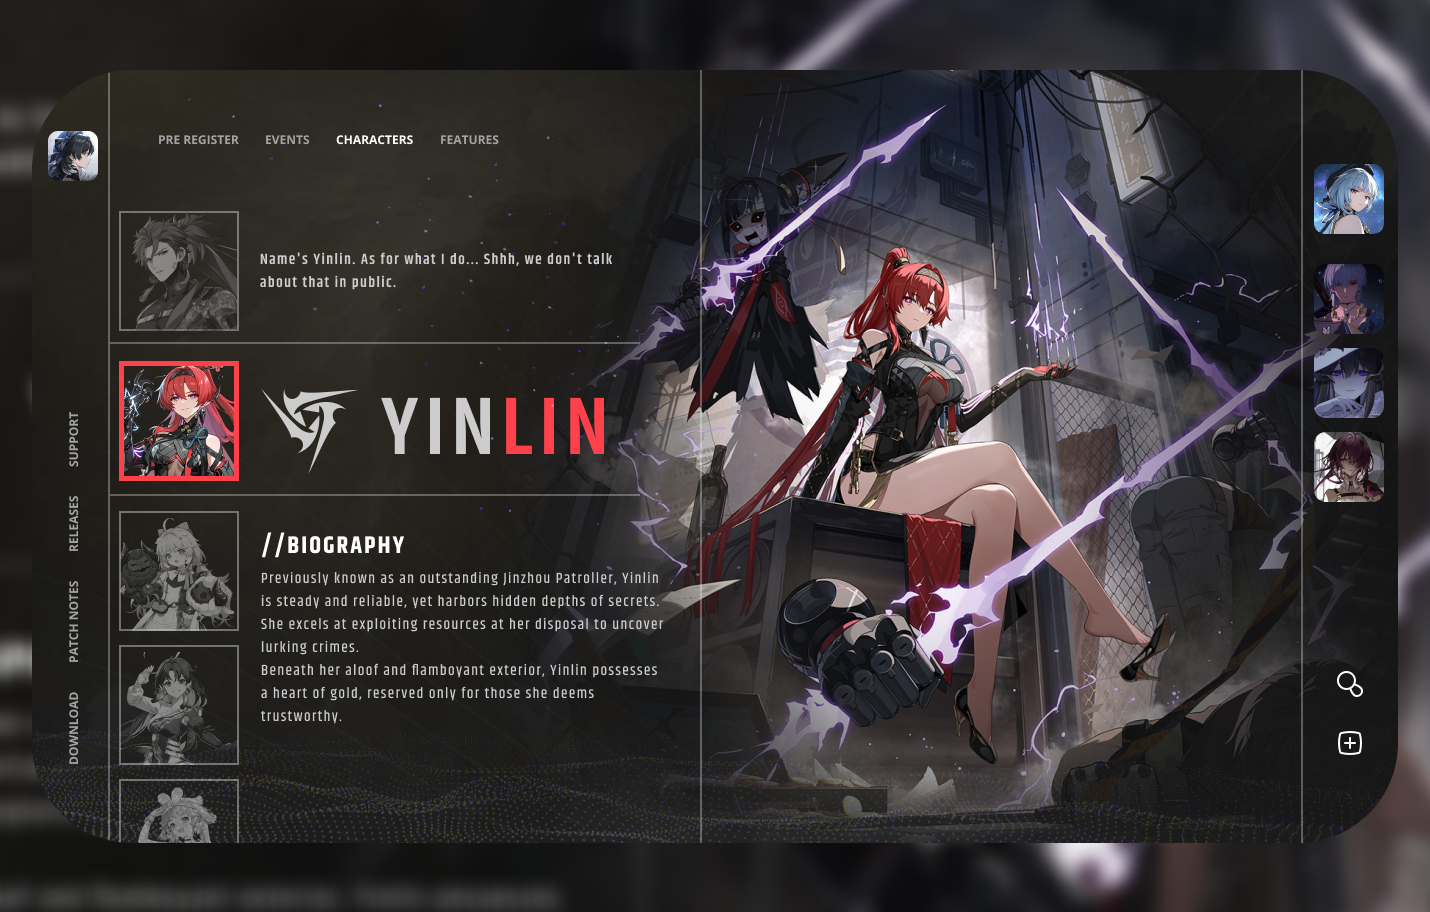 PRE REGISTER EVENTS CHARACTERS FEATURES
Name's Yinlin. As for what I do... Shhh, we don't talk
about that in public.
YINLIN
//BIOGRAPHY
Previously known as an outstanding Jinzhou Patroller, Yinlin
is steady and reliable, yet harbors hidden depths of secrets.
She excels at exploiting resources at her disposal to uncover
lurking crimes.
Beneath her aloof and flamboyant exterior, Yinlin possesses
a heart of gold, reserved only for those she deems
trustworthy.
SUPPORT
RELEASES
PATCH NOTES
DOWNLOAD